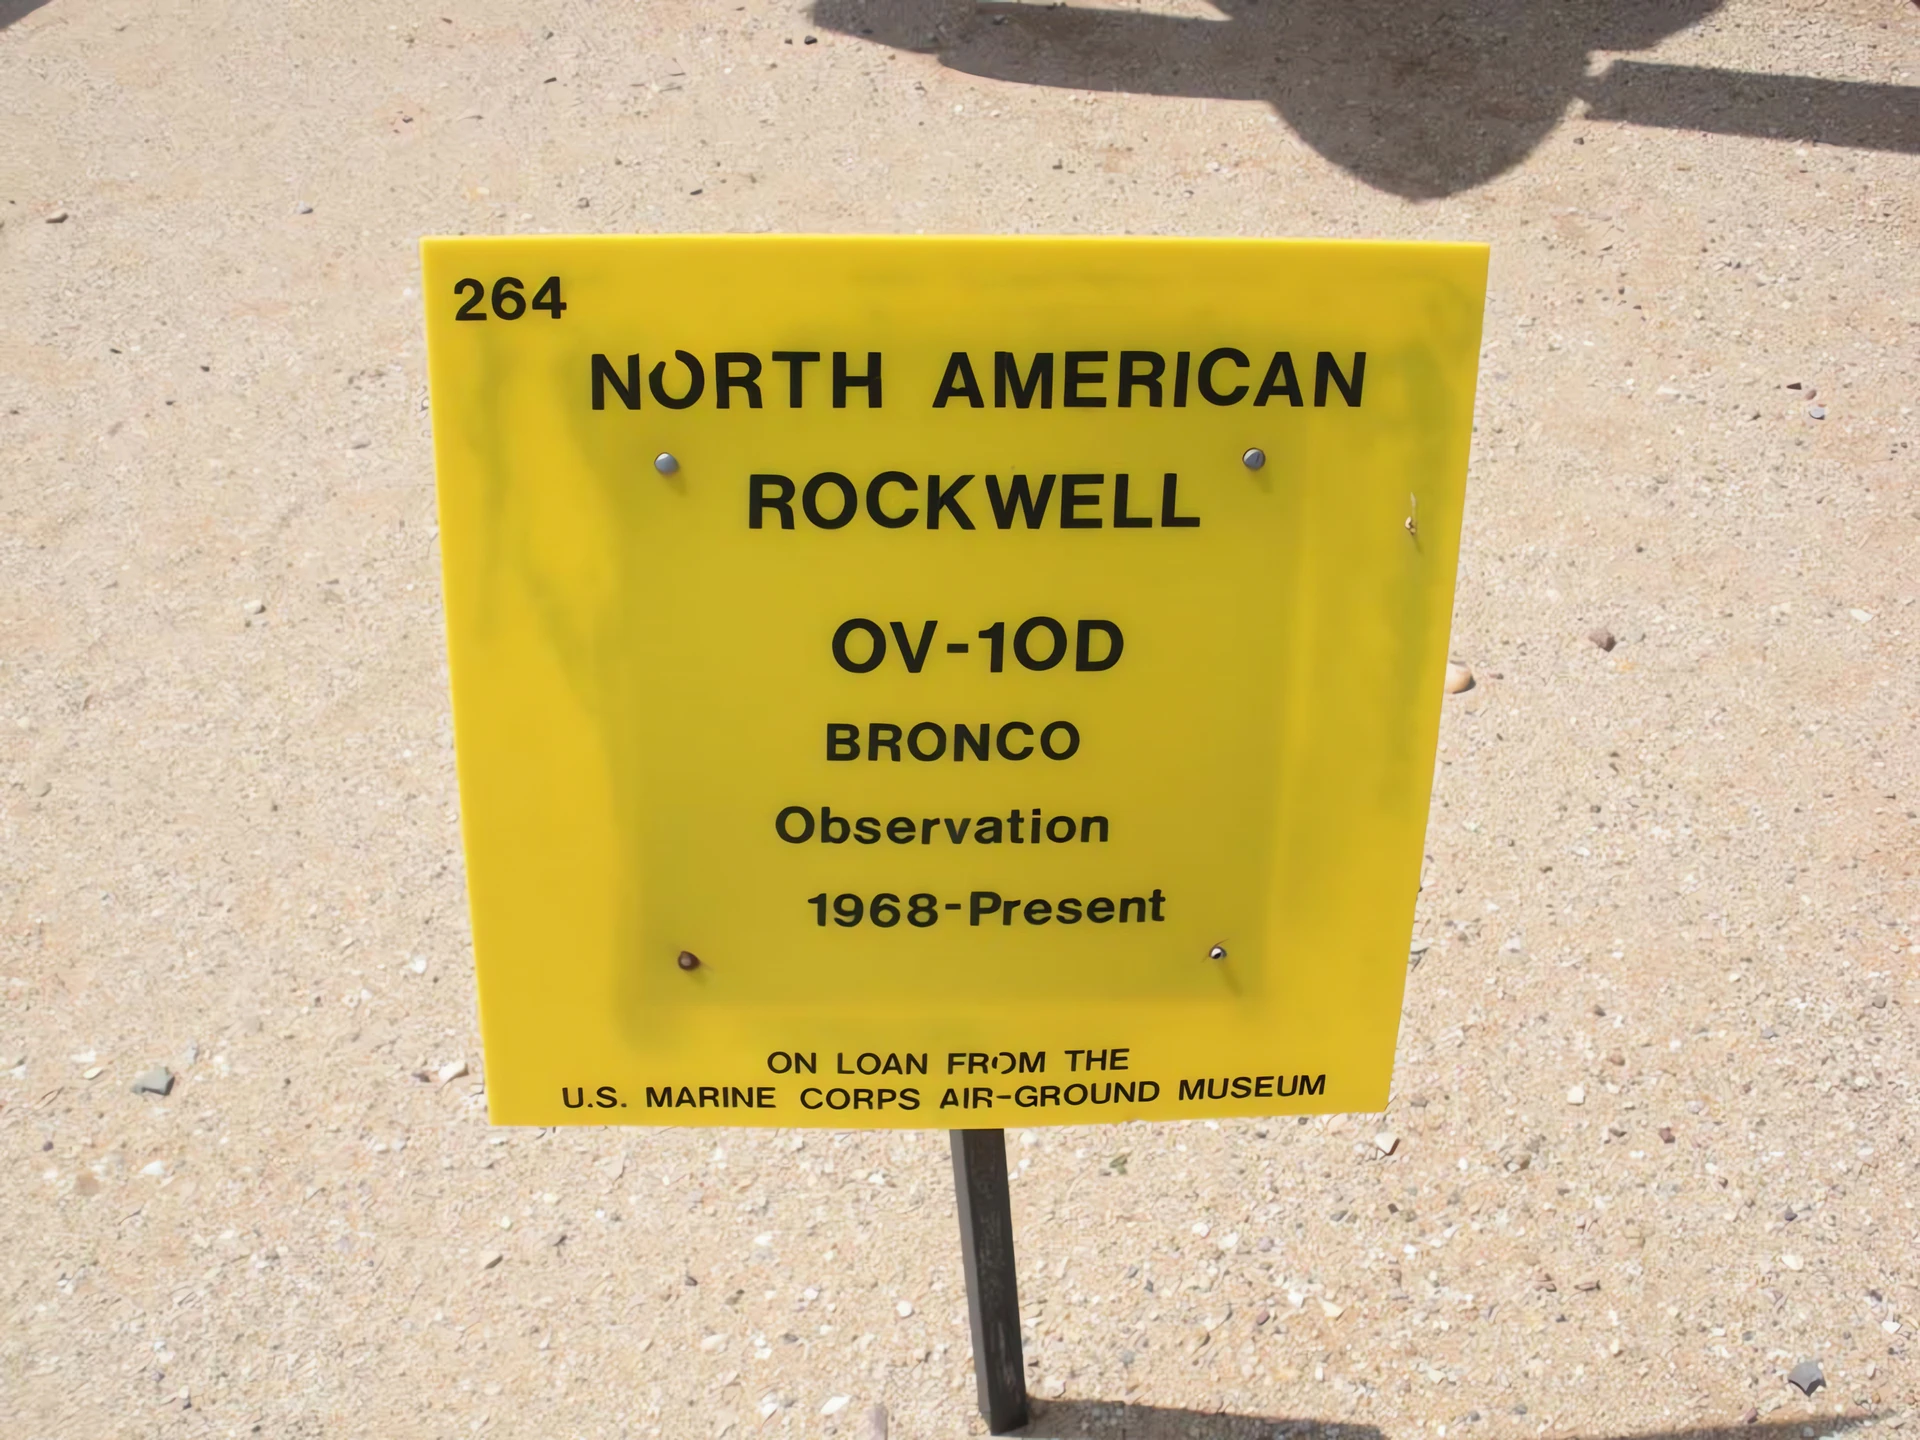 264
NORTH AMERICAN
ROCKWELL
OV-10D
BRONCO
Observation
1968-Present
ON LOAN FROM THE
U.S. MARINE CORPS AIR-GROUND MUSEUM